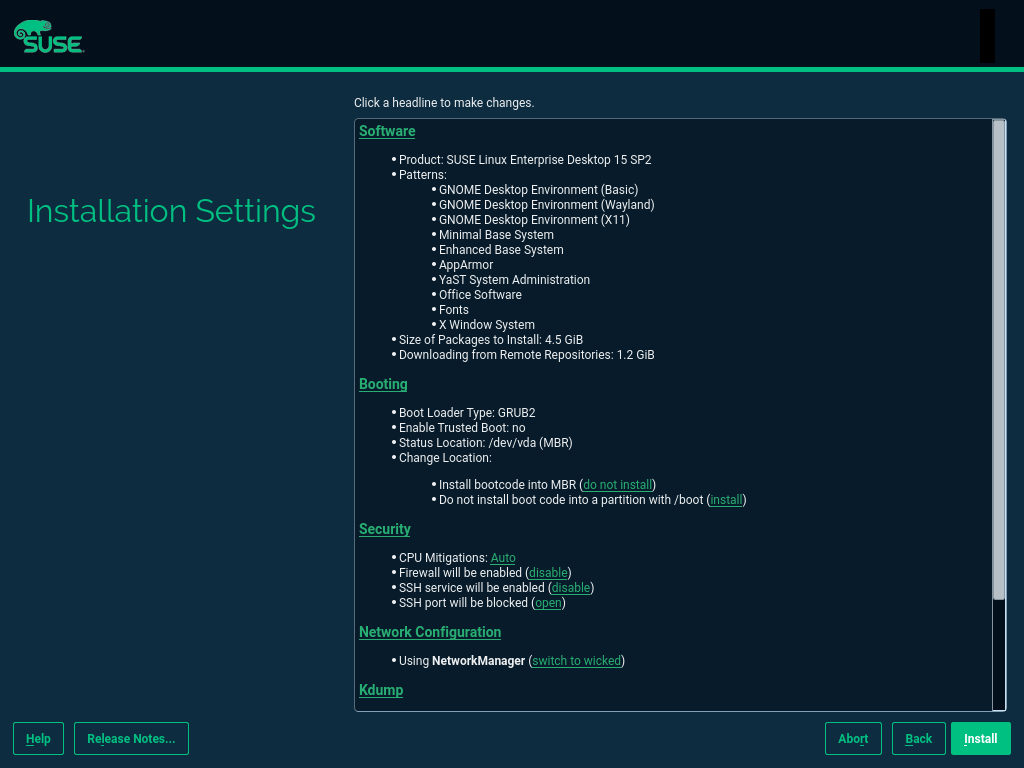 SUSE
Click a headline to make changes.
Installation Settings
Software
• Product: SUSE Linux Enterprise Desktop 15 SP2
• Patterns:
• GNOME Desktop Environment (Basic)
• GNOME Desktop Environment (Wayland)
• GNOME Desktop Environment (X11)
• Minimal Base System
• Enhanced Base System
• AppArmor
• YaST System Administration
• Office Software
• Fonts
• X Window System
• Size of Packages to Install: 4.5 GiB
• Downloading from Remote Repositories: 1.2 GiB
Booting
• Boot Loader Type: GRUB2
• Enable Trusted Boot: no
• Status Location: /dev/vda (MBR)
• Change Location:
• Install bootcode into MBR (do not install)
• Do not install boot code into a partition with /boot (install)
Security
• CPU Mitigations: Auto
• Firewall will be enabled (disable)
• SSH service will be enabled (disable)
• SSH port will be blocked (open)
Network Configuration
• Using NetworkManager (switch to wicked)
Kdump
Help Release Notes... Abort Back Install